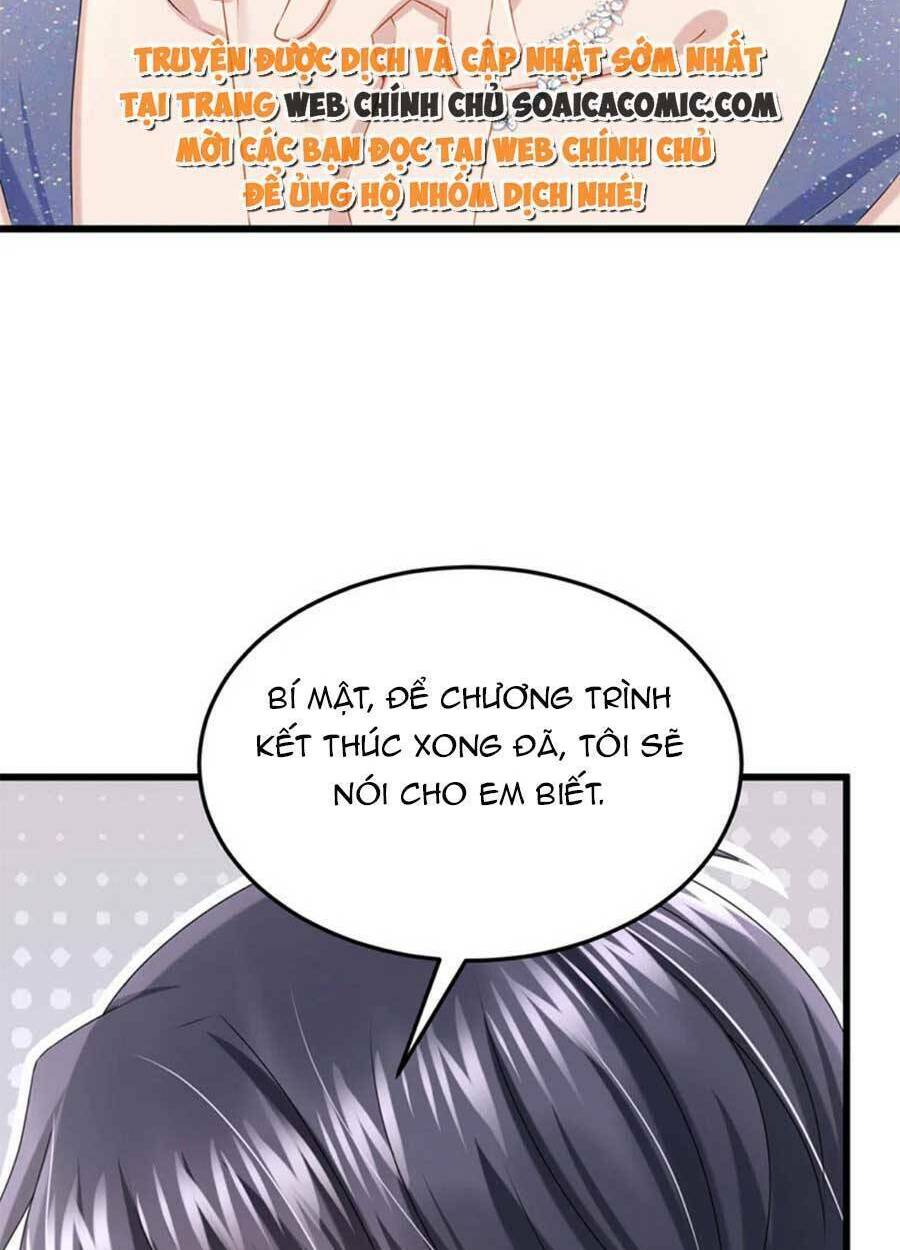 TRUYỆN ĐƯỢC DỊCH VÀ CẬP NHẬT SỚM NHẤT
TẠI TRANG WEB CHÍNH CHỦ SOAICACOMIC.COM
MỜI CÁC BẠN ĐỌC TẠI WEB CHÍNH CHỦ
ĐỂ ỦNG HỘ NHÓM DỊCH NHÉ!
BÍ MẬT, ĐỂ CHƯƠNG TRÌNH
KẾT THÚC XONG ĐÃ, TÔI SẼ
NÓI CHO EM BIẾT.